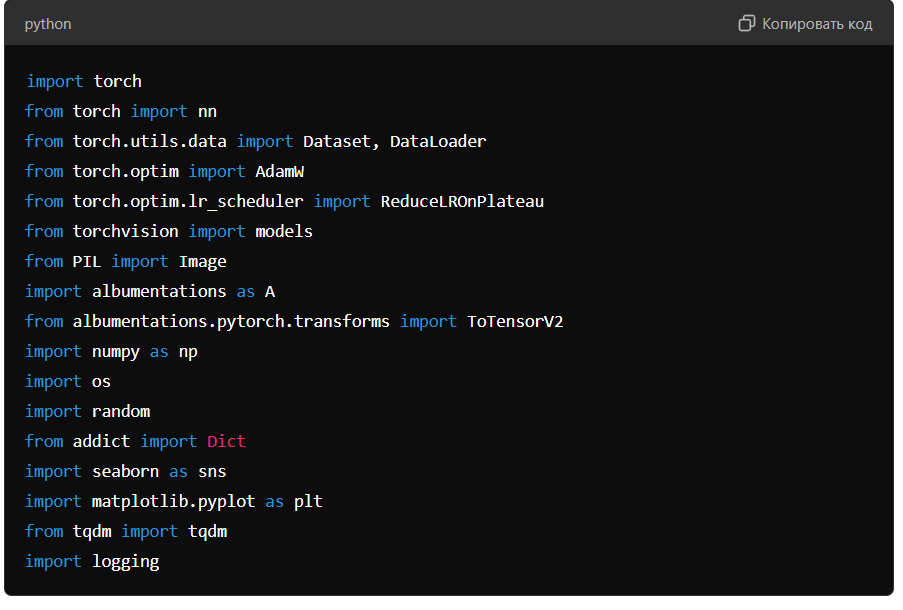 python
Копировать код
import torch
from torch import nn
from torch.utils.data import Dataset, DataLoader
from torch.optim import AdamW
from torch.optim.lr_scheduler import ReduceLROnPlateau
from torchvision import models
from PIL import Image
import albumentations as A
from albumentations.pytorch.transforms import ToTensorV2
import numpy as np
import os
import random
from addict import Dict
import seaborn as sns
import matplotlib.pyplot as plt
from tqdm import tqdm
import logging